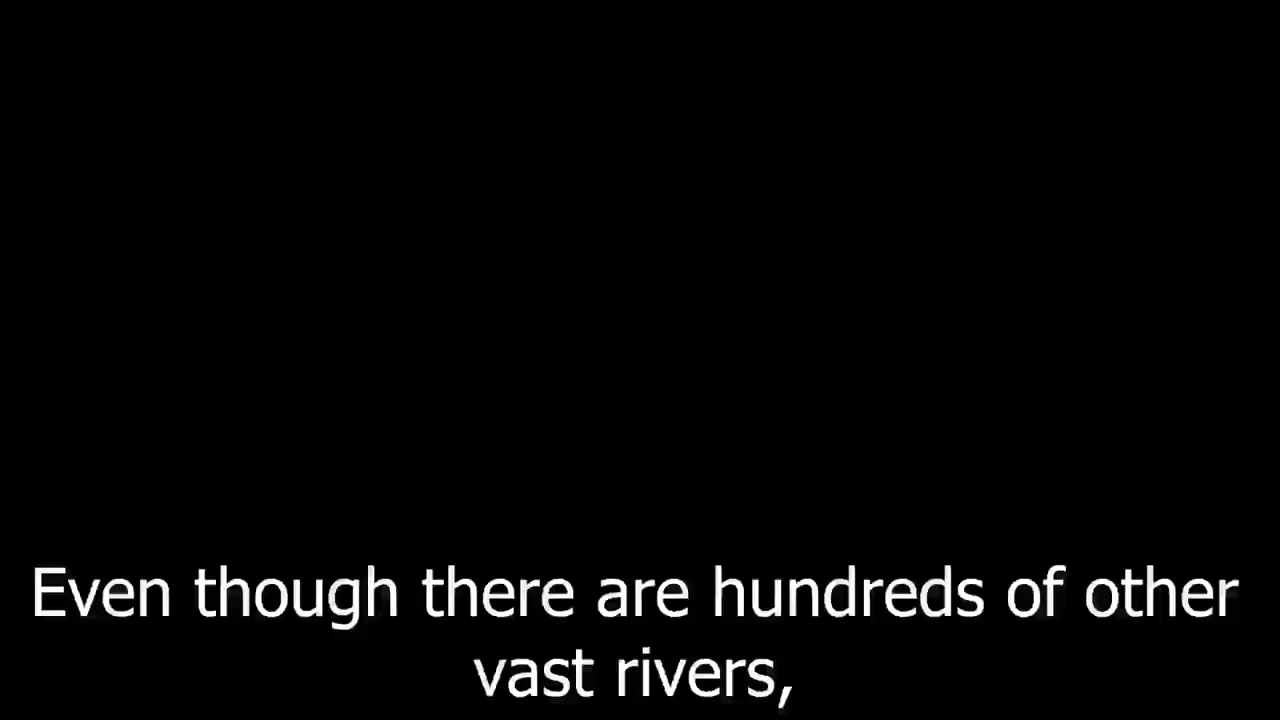 Even though there are hundreds of other
vast rivers,